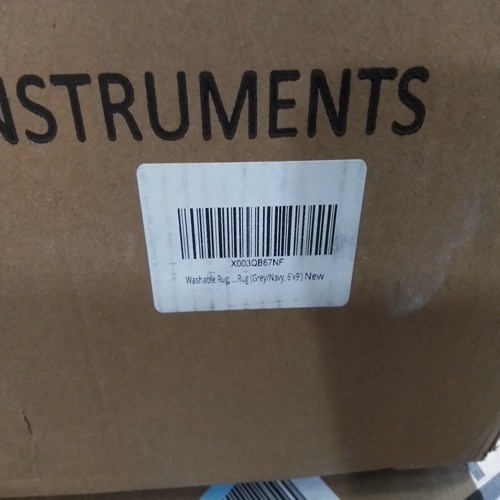 NSTRUMENTS
X003QB67NF
Washable Rug, ...Rug (Grey/Navy, 6'x9') New